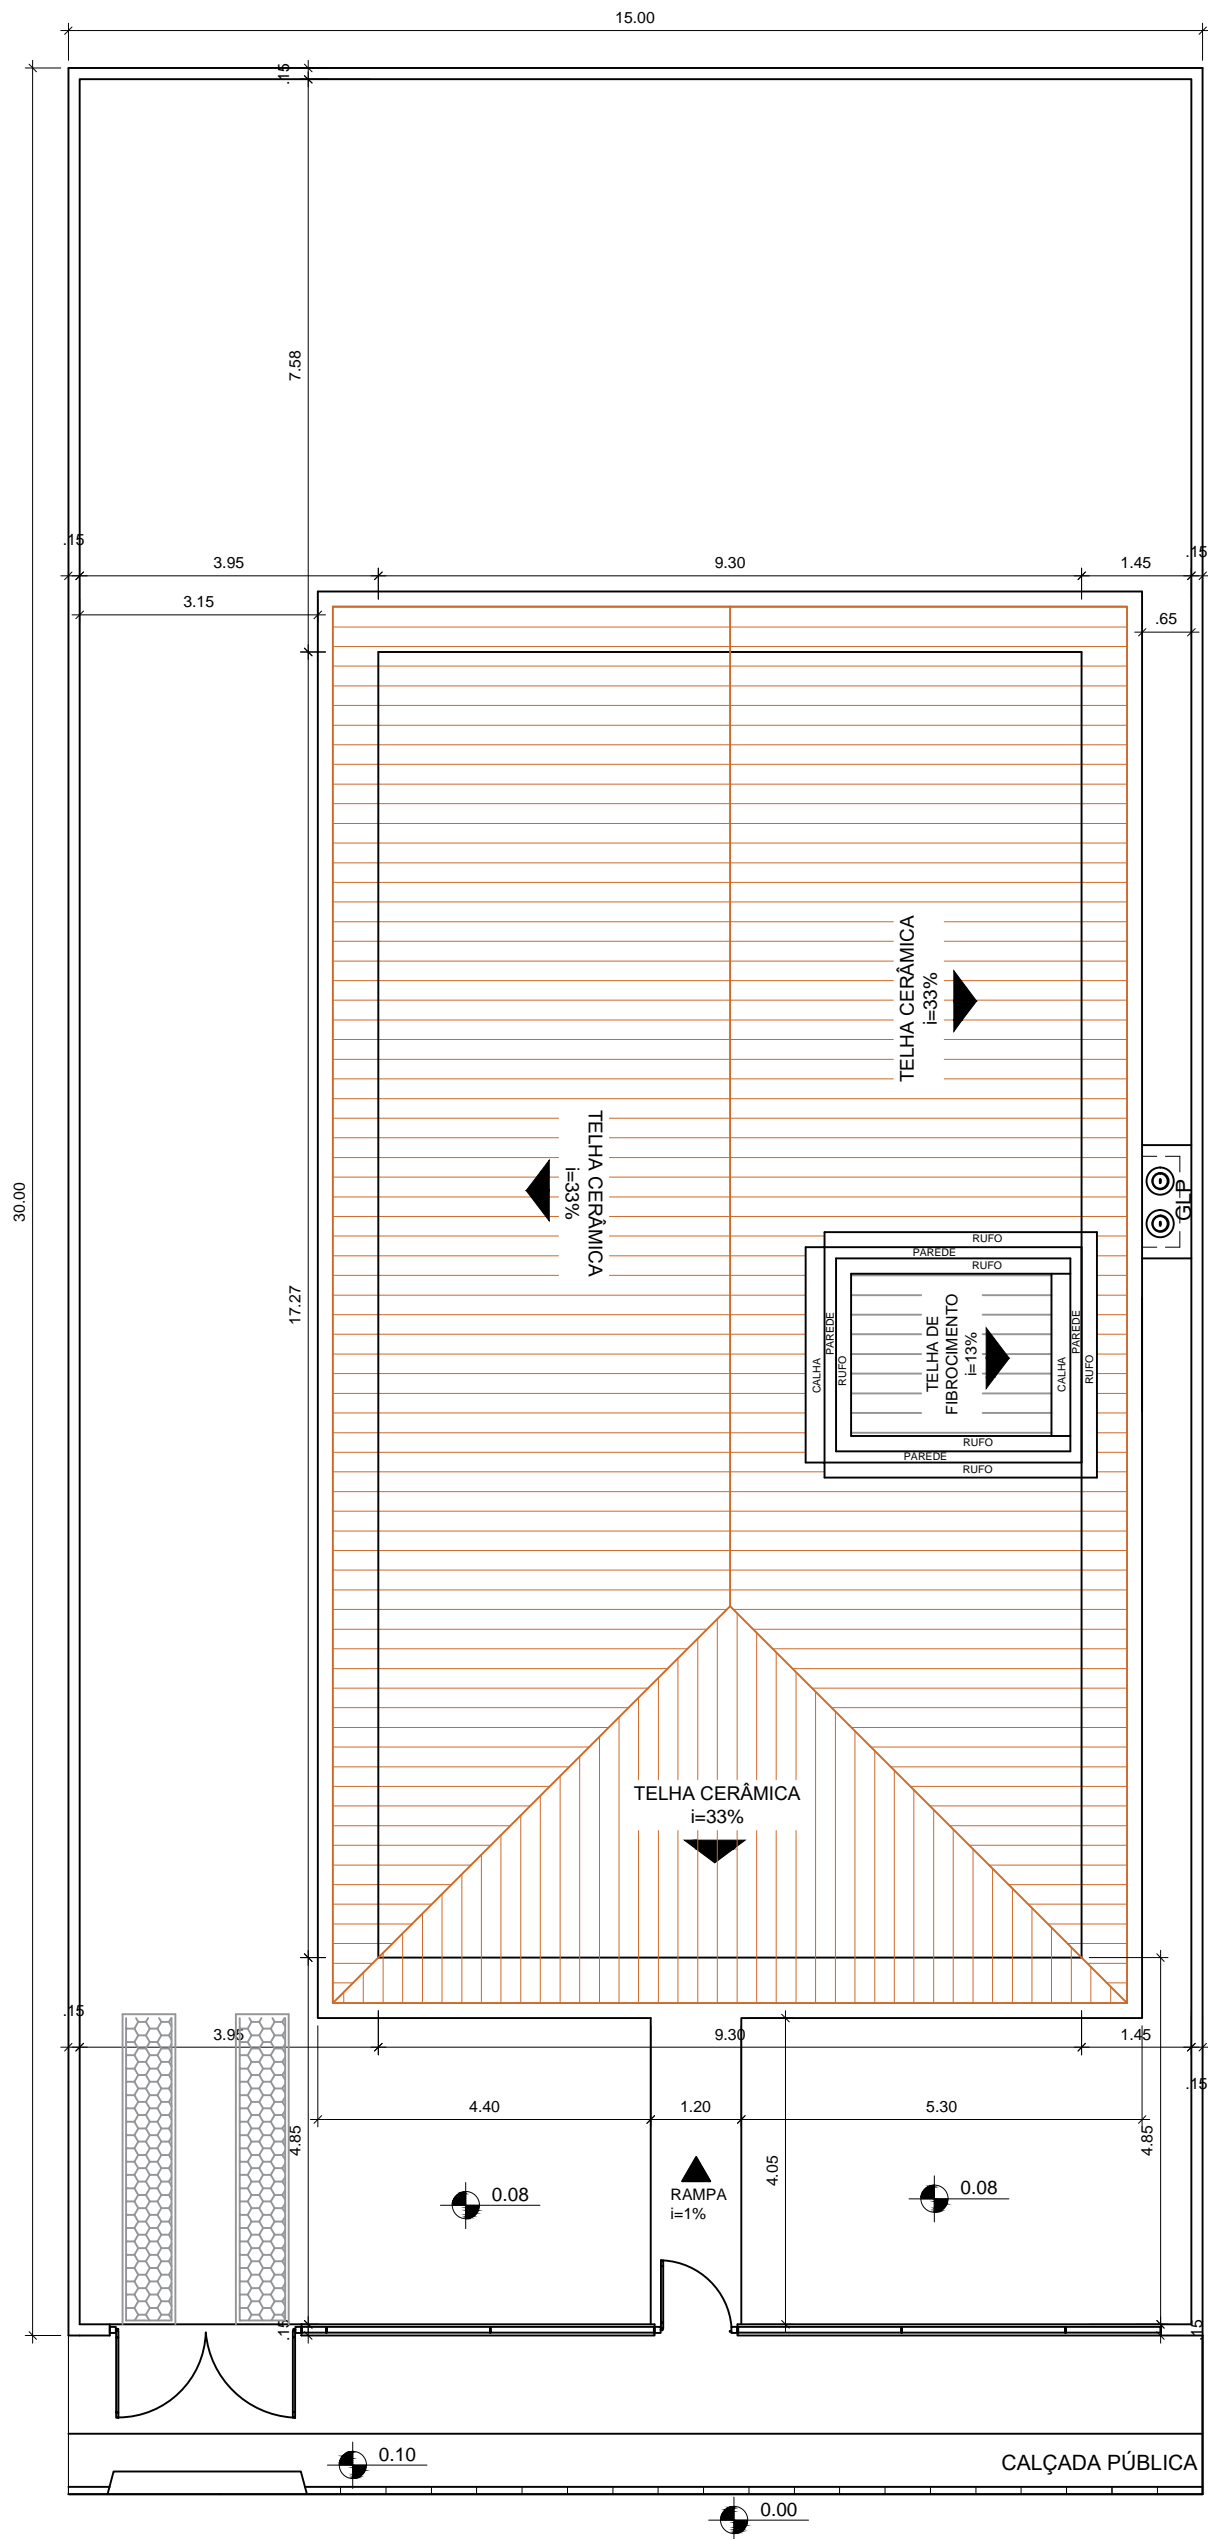 15.00
.15
7.58
30.00
.15
3.95
9.30
1.45
.15
3.15
.65
TELHA CERÂMICA
i=33%
TELHA CERÂMICA
i=33%
GLP
17.27
RUFO
PAREDE
RUFO
CALHA
PAREDE
RUFO
TELHA DE
FIBROCIMENTO
i=13%
CALHA
PAREDE
RUFO
RUFO
PAREDE
RUFO
TELHA CERÂMICA
i=33%
.15
3.95
9.30
1.45
.15
4.40
1.20
5.30
4.85
4.05
4.85
0.08
RAMPA
i=1%
0.08
.15
.15
0.10
CALÇADA PÚBLICA
0.00